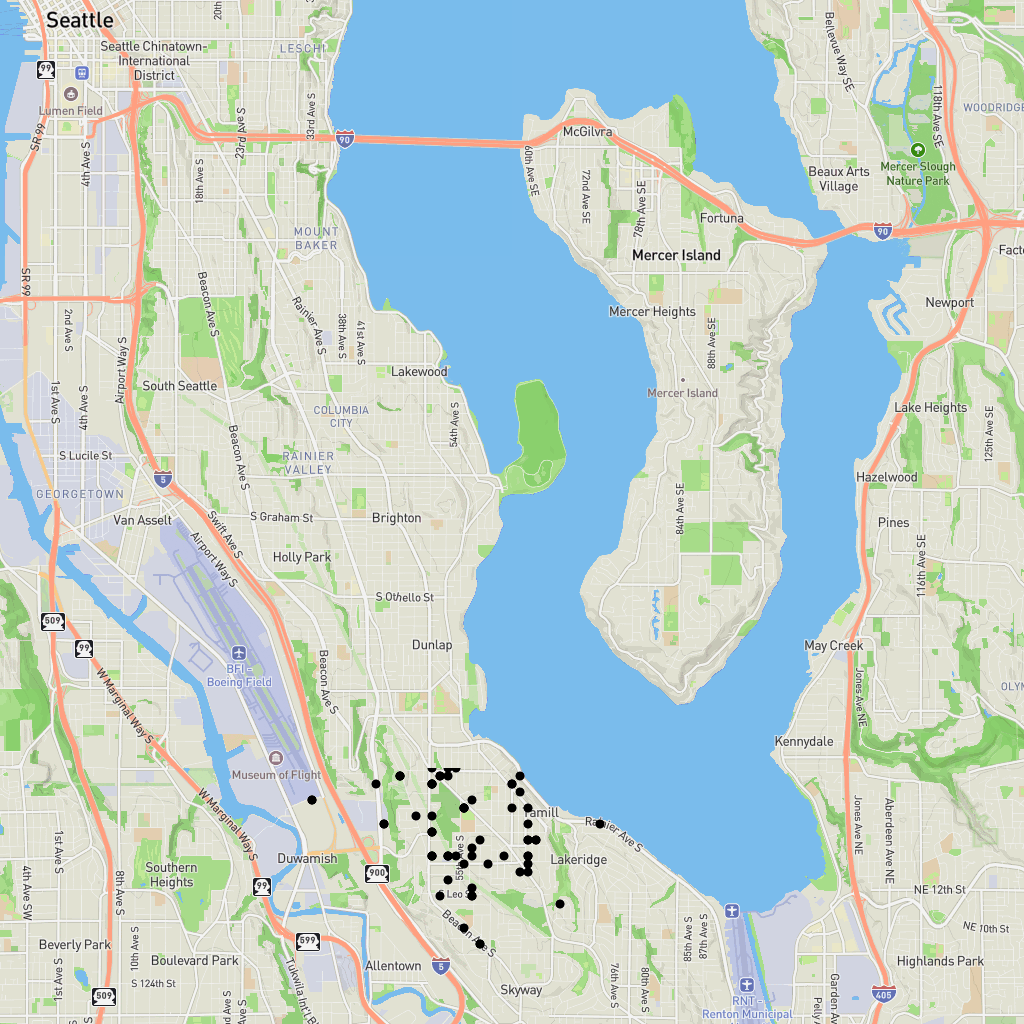 Seattle
20th
Seattle Chinatown-
International
District
LESCHI
Bellevue Way SE
118th Ave SE
WOODRIDGE
99
Lumen Field
SR 99
4th Ave S
23rd Ave S
33rd Ave S
90
McGilvra
60th Ave SE
18th Ave S
72nd Ave SE
78th Ave SE
Beaux Arts
Village
Mercer Slough
Nature Park
Fortuna
90
MOUNT
BAKER
Mercer Island
Facto
SR 99
Beacon Ave S
Rainier Ave S
38th Ave S
41st Ave S
2nd Ave S
Airport Way S
Mercer Heights
88th Ave SE
Newport
Lakewood
South Seattle
Mercer Island
1st Ave S
4th Ave S
COLUMBIA
CITY
54th Ave S
Lake Heights
125th Ave SE
Beacon Ave S
S Lucile St
RAINIER
VALLEY
5
Hazelwood
GEORGETOWN
84th Ave SE
Van Asselt
Swift Ave S
S Graham St
Brighton
Pines
Airport Way S
Holly Park
116th Ave SE
S Othello St
509
99
Dunlap
May Creek
BFI -
Boeing Field
Beacon Ave S
W Marginal Way S
Jones Ave NE
OLYM
Kennydale
Museum of Flight
W Marginal Way S
Yamill
Rainier Ave S
Jones Ave NE
Aberdeen Ave NE
1st Ave S
Duwamish
55th Ave S
Lakeridge
Southern
Heights
900
4th Ave SW
8th Ave S
99
Leo S
NE 12th St
Beacon Ave S
85th Ave S
87th Ave S
NE 10th St
10th Ave S
599
Beverly Park
Boulevard Park
Allentown
5
Highlands Park
1st Ave S
S 124th St
Tukwila Int'l B
76th Ave S
80th Ave S
Skyway
509
RNT -
Renton Municipal
405
Garden Av
Pelly A